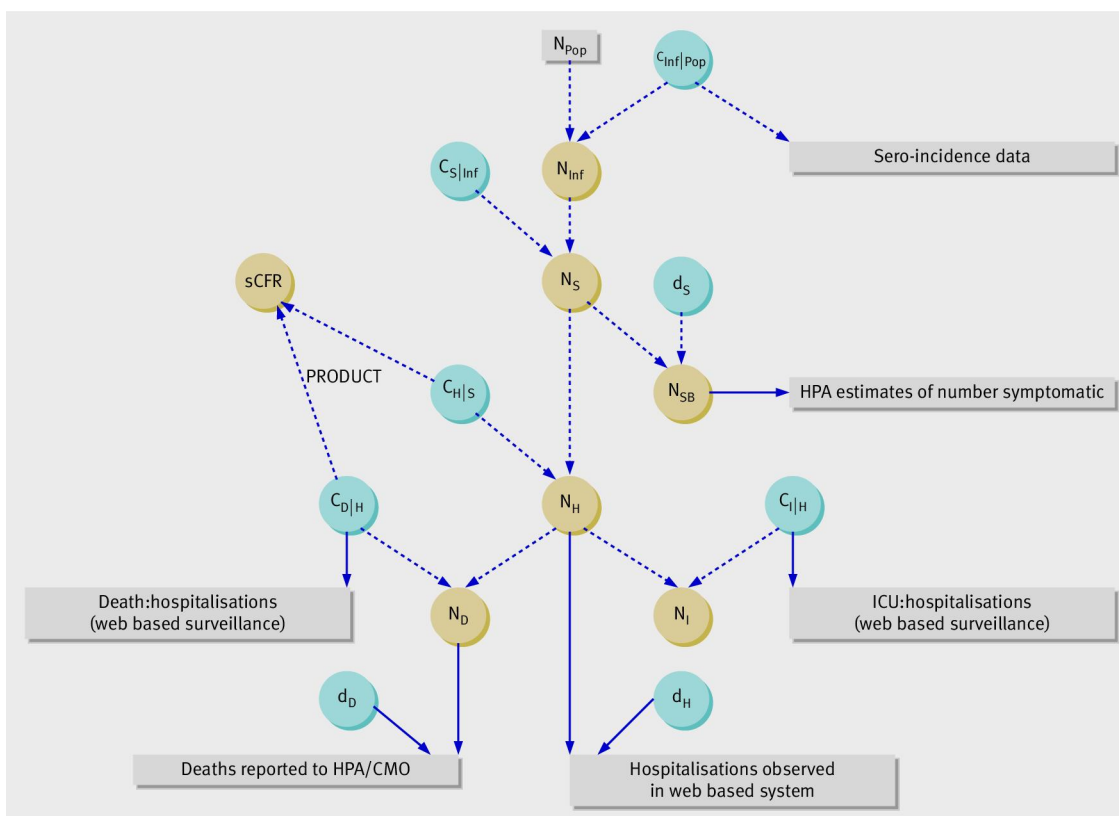 N_Pop
C_Inf|Pop
Sero-incidence data
C_S|Inf
N_Inf
sCFR
N_S
d_S
PRODUCT
C_H|S
N_SB
HPA estimates of number symptomatic
C_D|H
N_H
C_I|H
Death:hospitalisations
(web based surveillance)
N_D
N_I
ICU:hospitalisations
(web based surveillance)
d_D
d_H
Deaths reported to HPA/CMO
Hospitalisations observed
in web based system